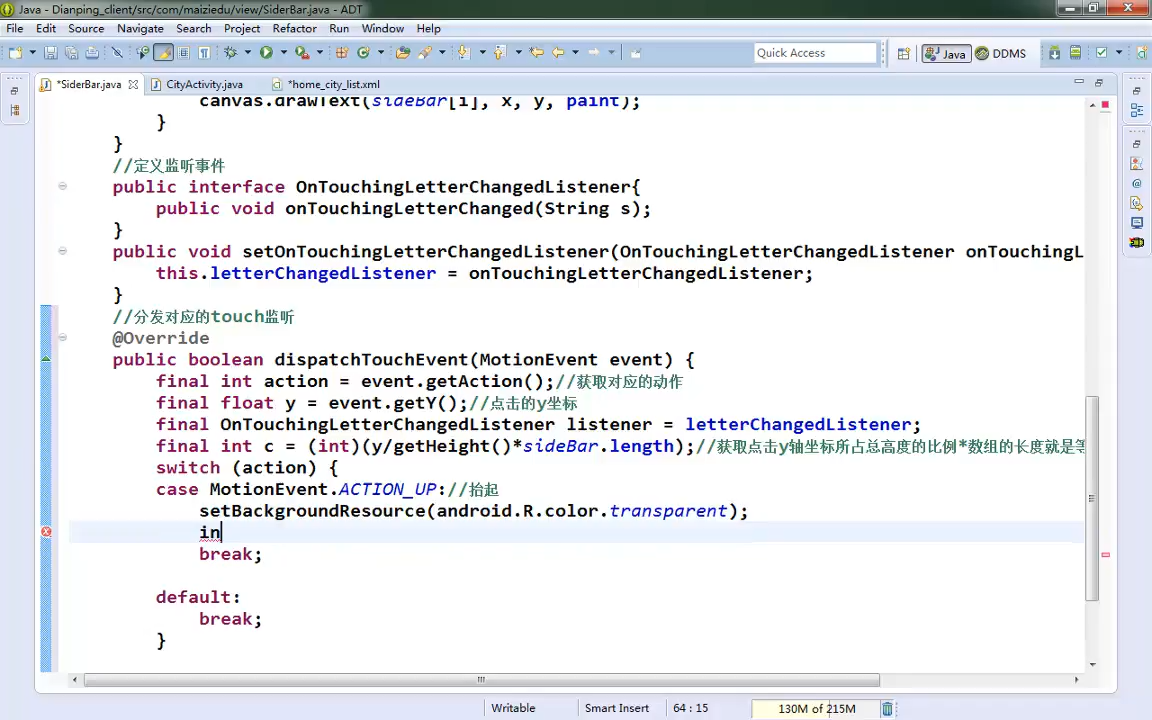 Java - Dianping_client/src/com/maiziedu/view/SiderBar.java - ADT
File Edit Source Navigate Search Project Refactor Run Window Help
Quick Access Java DDMS
*SiderBar.java CityActivity.java *home_city_list.xml
canvas.drawText(sideBar[i], x, y, paint);
}
}
//定义监听事件
public interface OnTouchingLetterChangedListener{
public void onTouchingLetterChanged(String s);
}
public void setOnTouchingLetterChangedListener(OnTouchingLetterChangedListener onTouchingL
this.letterChangedListener = onTouchingLetterChangedListener;
}
//分发对应的touch监听
@Override
public boolean dispatchTouchEvent(MotionEvent event) {
final int action = event.getAction();//获取对应的动作
final float y = event.getY();//点击的y坐标
final OnTouchingLetterChangedListener listener = letterChangedListener;
final int c = (int)(y/getHeight()*sideBar.length);//获取点击y轴坐标所占总高度的比例*数组的长度就是等
switch (action) {
case MotionEvent.ACTION_UP://抬起
setBackgroundResource(android.R.color.transparent);
in
break;
default:
break;
}
Writable Smart Insert 64 : 15 130M of 215M